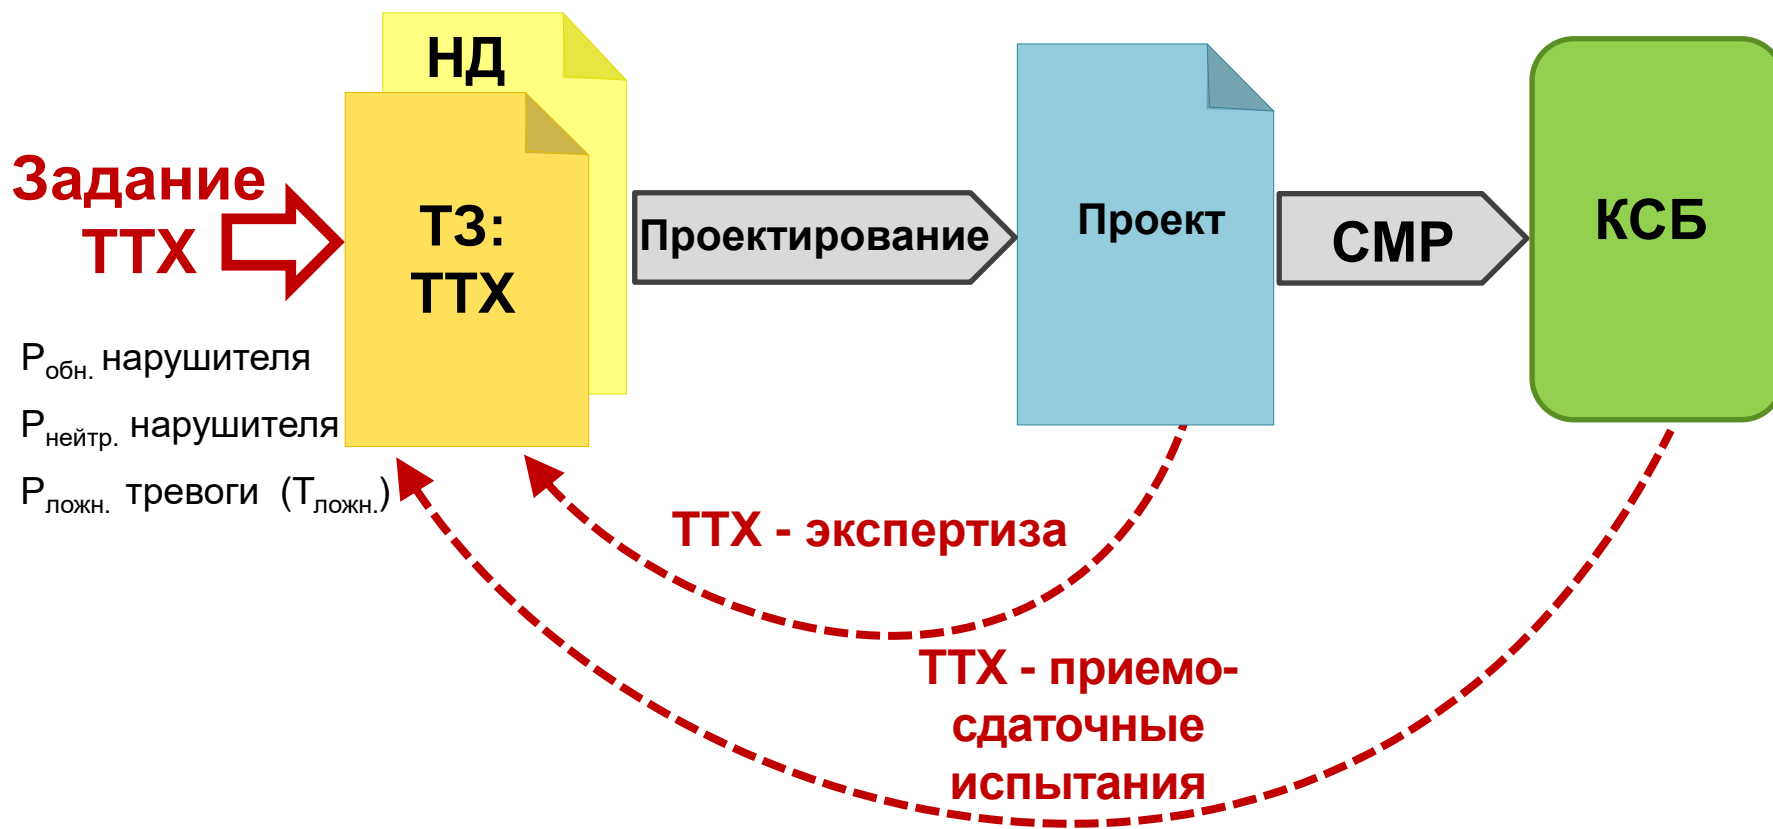 НД
Задание
ТТХ
ТЗ:
ТТХ
Проектирование
Проект
СМР
КСБ
Pобн. нарушителя
Pнейтр. нарушителя
Pложн. тревоги (Тложн.)
ТТХ - экспертиза
ТТХ - приемо-
сдаточные
испытания